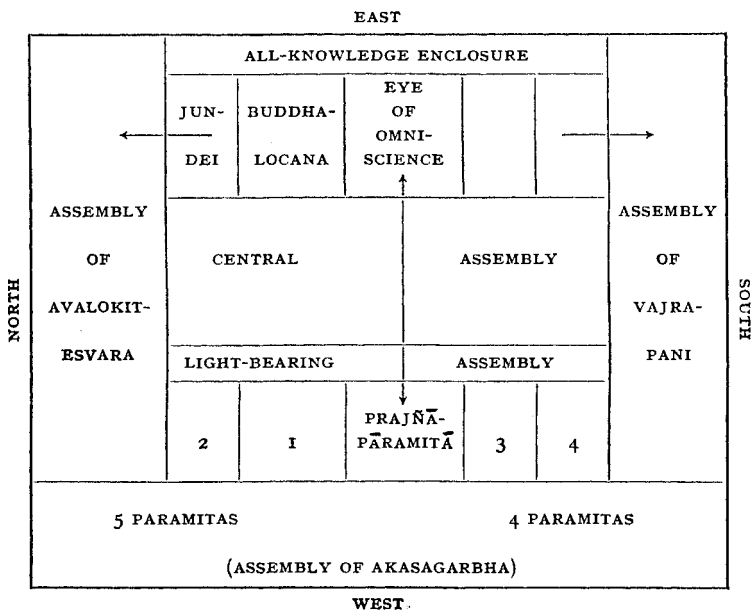 EAST
ALL-KNOWLEDGE ENCLOSURE
JUN-
DEI
BUDDHA-
LOCANA
EYE
OF
OMNI-
SCIENCE
ASSEMBLY
OF
AVALOKIT-
ESVARA
NORTH
CENTRAL
ASSEMBLY
ASSEMBLY
OF
VAJRA-
PANI
SOUTH
LIGHT-BEARING
ASSEMBLY
2
1
PRAJÑĀ-
PĀRAMITĀ
3
4
5 PARAMITAS
4 PARAMITAS
(ASSEMBLY OF AKASAGARBHA)
WEST